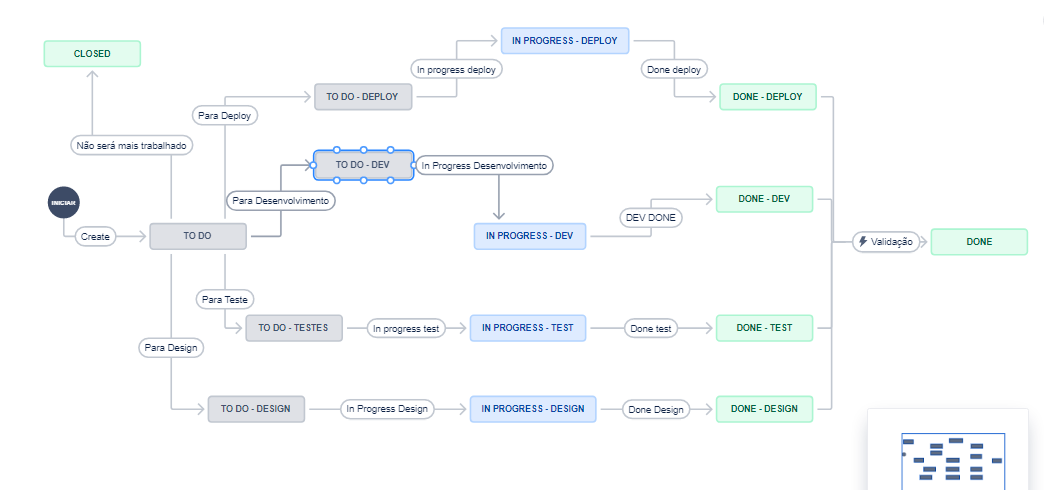 IN PROGRESS - DEPLOY
CLOSED
In progress deploy
Done deploy
TO DO - DEPLOY
DONE - DEPLOY
Para Deploy
Não será mais trabalhado
TO DO - DEV
In Progress Desenvolvimento
INICIAR
Para Desenvolvimento
DONE - DEV
DEV DONE
Create
TO DO
IN PROGRESS - DEV
Validação
DONE
Para Teste
TO DO - TESTES
In progress test
IN PROGRESS - TEST
Done test
DONE - TEST
Para Design
TO DO - DESIGN
In Progress Design
IN PROGRESS - DESIGN
Done Design
DONE - DESIGN